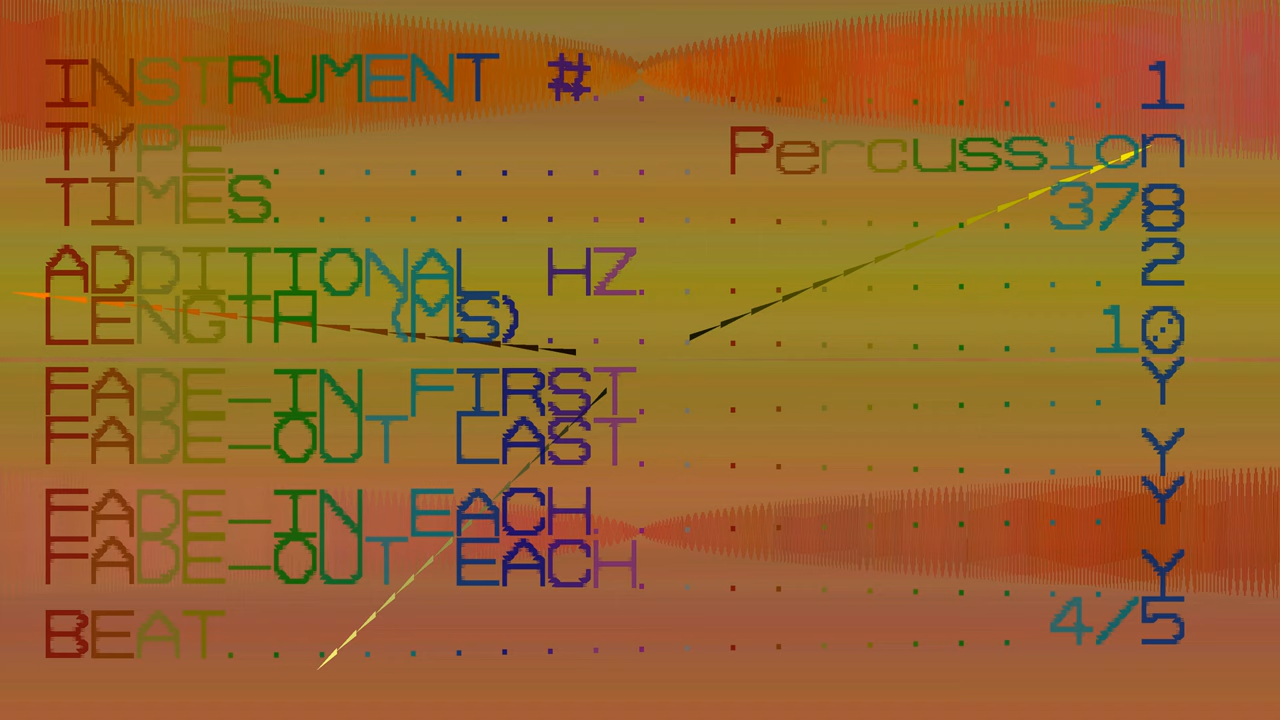 INSTRUMENT #. . . . . . . . . . . . 1
TYPE. . . . . . . . . . . Percussion
TIMES. . . . . . . . . . . . . . . . . 378
ADDITIONAL HZ. . . . . . . . . . . 2
LENGTH (MS). . . . . . . . . . . . 10
FADE-IN FIRST. . . . . . . . . . . Y
FADE-OUT LAST. . . . . . . . . . . Y
FADE-IN EACH. . . . . . . . . . . . Y
FADE-OUT EACH. . . . . . . . . . . Y
BEAT. . . . . . . . . . . . . . . . . . 4/5